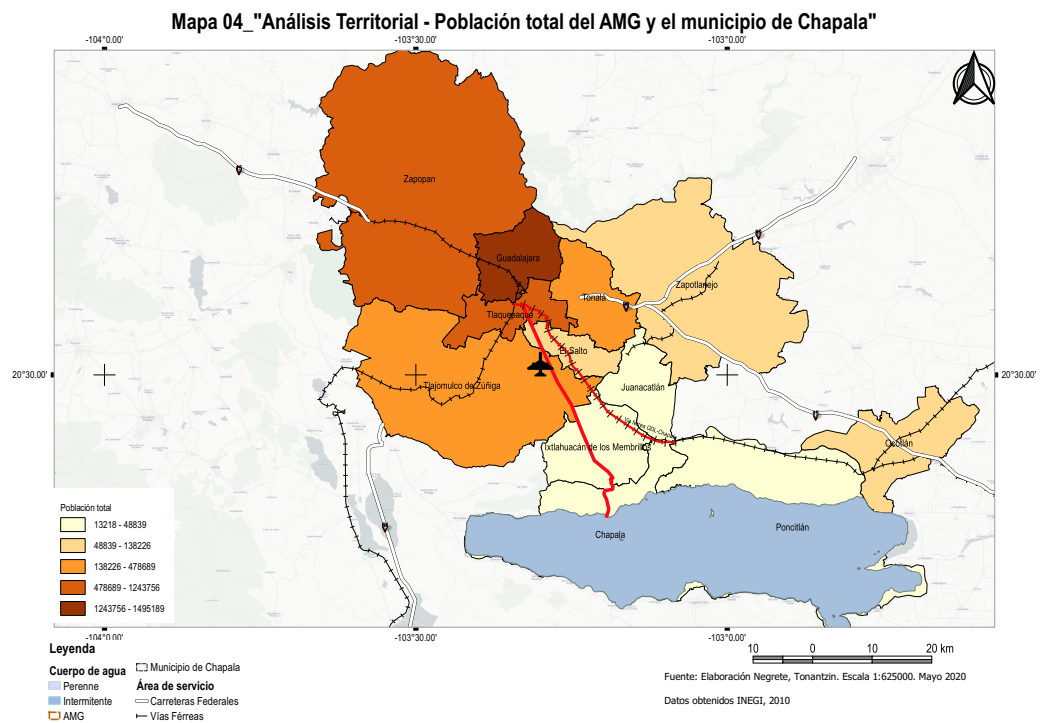 Mapa 04_"Análisis Territorial - Población total del AMG y el municipio de Chapala"
-104°0.00'
-103°30.00'
-103°0.00'
Zapopan
Guadalajara
Zapotlanejo
Tonalá
Tlaquepaque
El Salto
20°30.00'
20°30.00'
Tlajomulco de Zúñiga
Juanacatlán
Vía férrea GDL-Chapala
Ixtlahuacán de los Membrillos
Ocotlán
Chapala
Poncitlán
Población total
13218 - 48839
48839 - 138226
138226 - 478689
478689 - 1243756
1243756 - 1495189
-104°0.00'
-103°30.00'
-103°0.00'
Leyenda
Cuerpo de agua
Perenne
Intermitente
AMG
Municipio de Chapala
Área de servicio
Carreteras Federales
Vías Férreas
10 0 10 20 km
Fuente: Elaboración Negrete, Tonantzin. Escala 1:625000. Mayo 2020
Datos obtenidos INEGI, 2010